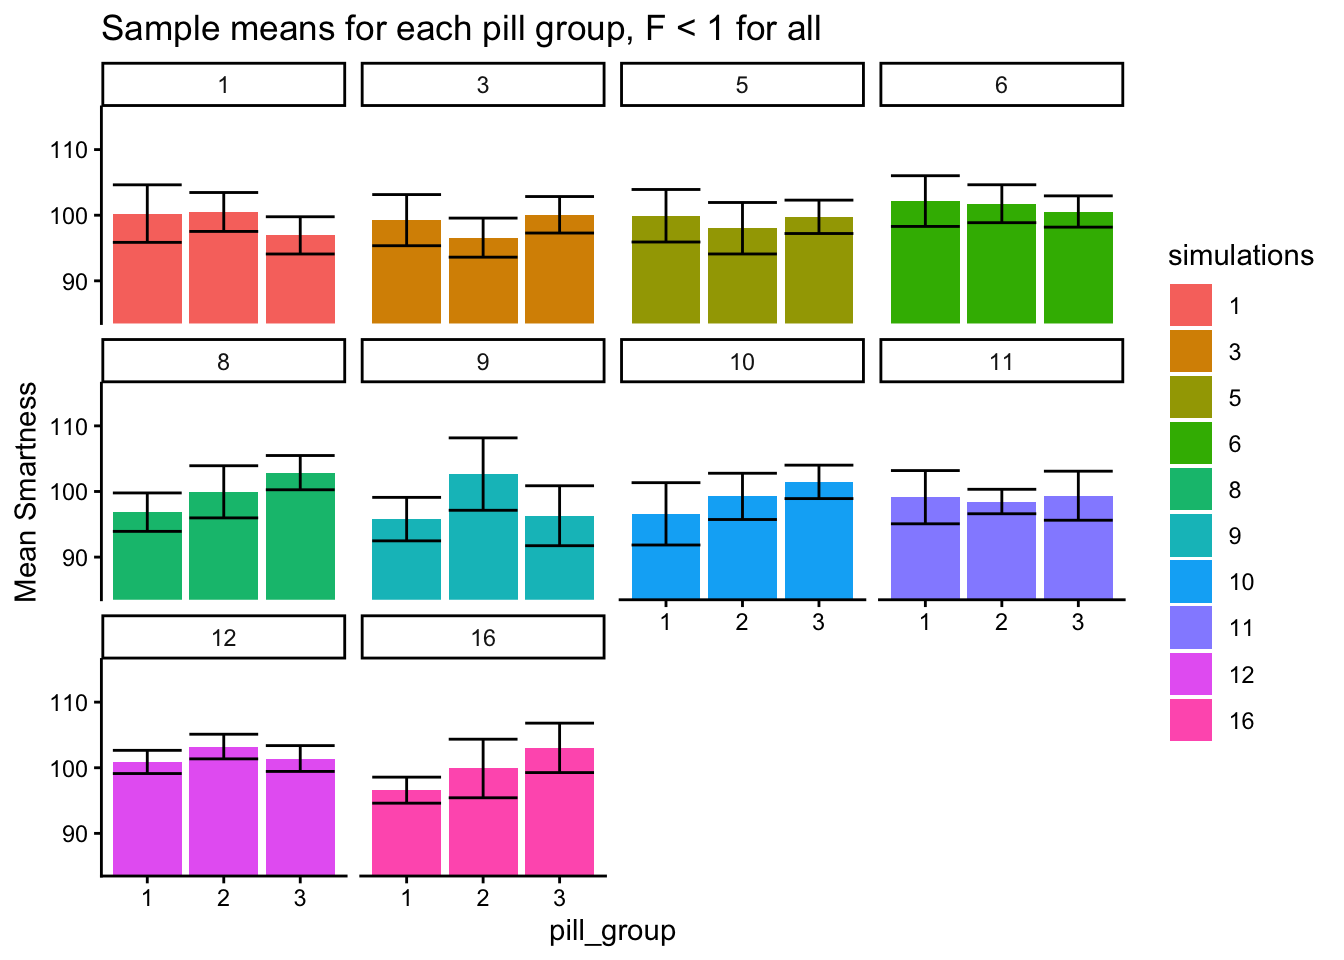 Sample means for each pill group, F < 1 for all
1 3 5 6
110
100
90
8 9 10 11
110
100
90
1 2 3 1 2 3
12 16
110
100
90
1 2 3 1 2 3
pill_group
Mean Smartness
simulations
1
3
5
6
8
9
10
11
12
16